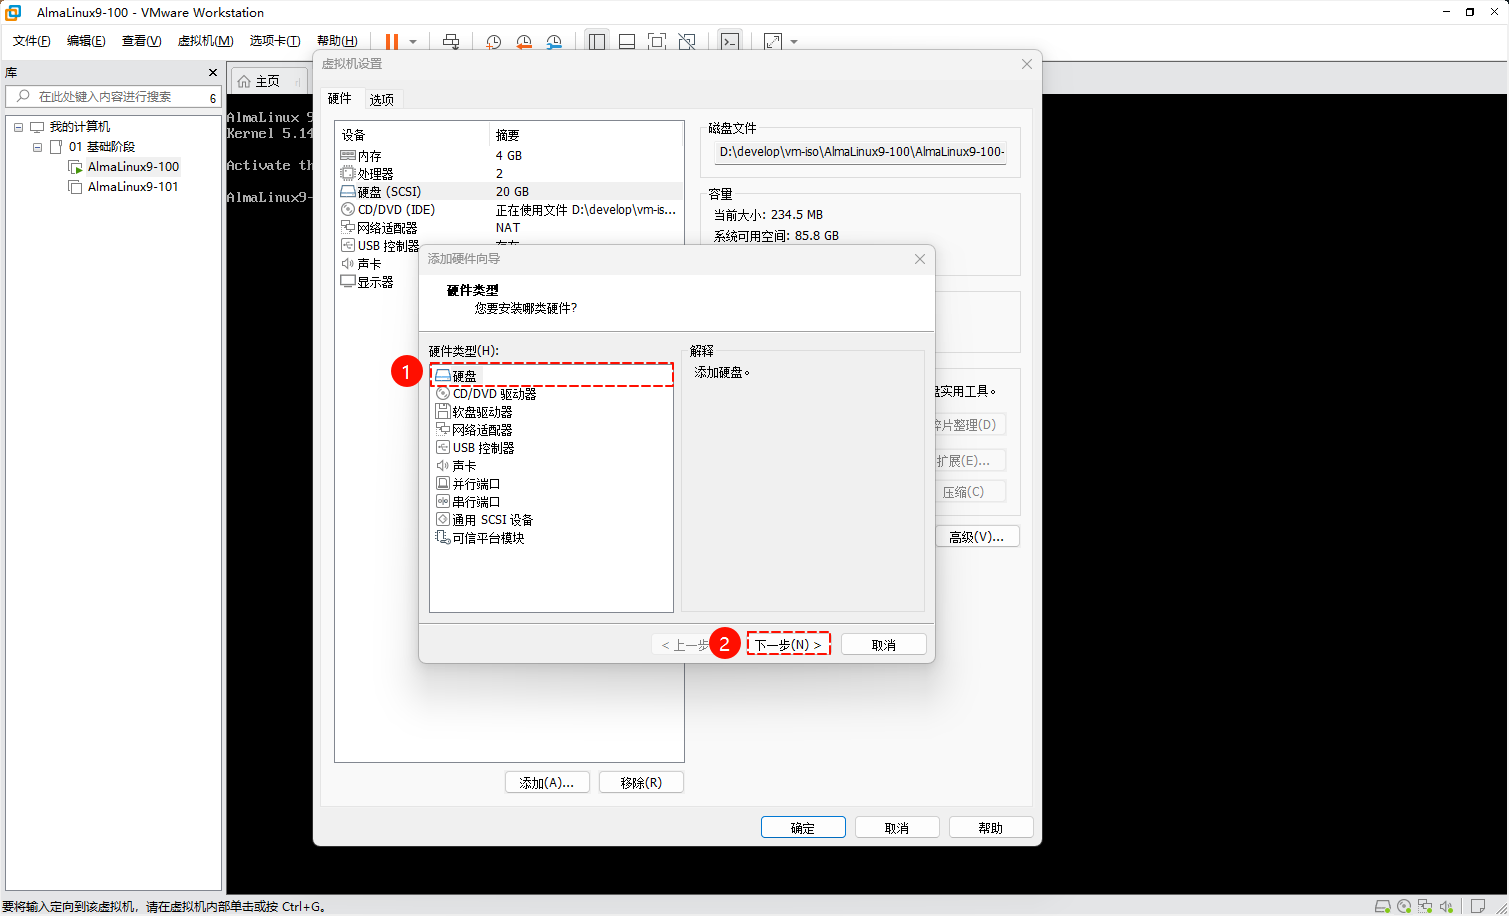 AlmaLinux9-100 - VMware Workstation
文件(F) 编辑(E) 查看(V) 虚拟机(M) 选项卡(T) 帮助(H)
库
在此处键入内容进行搜索
我的计算机
01 基础阶段
AlmaLinux9-100
AlmaLinux9-101
主页
AlmaLinux 9
Kernel 5.14
Activate th
AlmaLinux9-
虚拟机设置
硬件 选项
设备 摘要
内存 4 GB
处理器 2
硬盘 (SCSI) 20 GB
CD/DVD (IDE) 正在使用文件 D:\develop\vm-is...
网络适配器 NAT
USB 控制器
声卡
显示器
添加(A)... 移除(R)
磁盘文件
D:\develop\vm-iso\AlmaLinux9-100\AlmaLinux9-100-
容量
当前大小: 234.5 MB
系统可用空间: 85.8 GB
盘实用工具。
碎片整理(D)
扩展(E)...
压缩(C)
高级(V)...
确定 取消 帮助
添加硬件向导
硬件类型
您要安装哪类硬件?
硬件类型(H):
1
硬盘
CD/DVD 驱动器
软盘驱动器
网络适配器
USB 控制器
声卡
并行端口
串行端口
通用 SCSI 设备
可信平台模块
解释
添加硬盘。
< 上一步
2
下一步(N) >
取消
要将输入定向到该虚拟机，请在虚拟机内部单击或按 Ctrl+G。